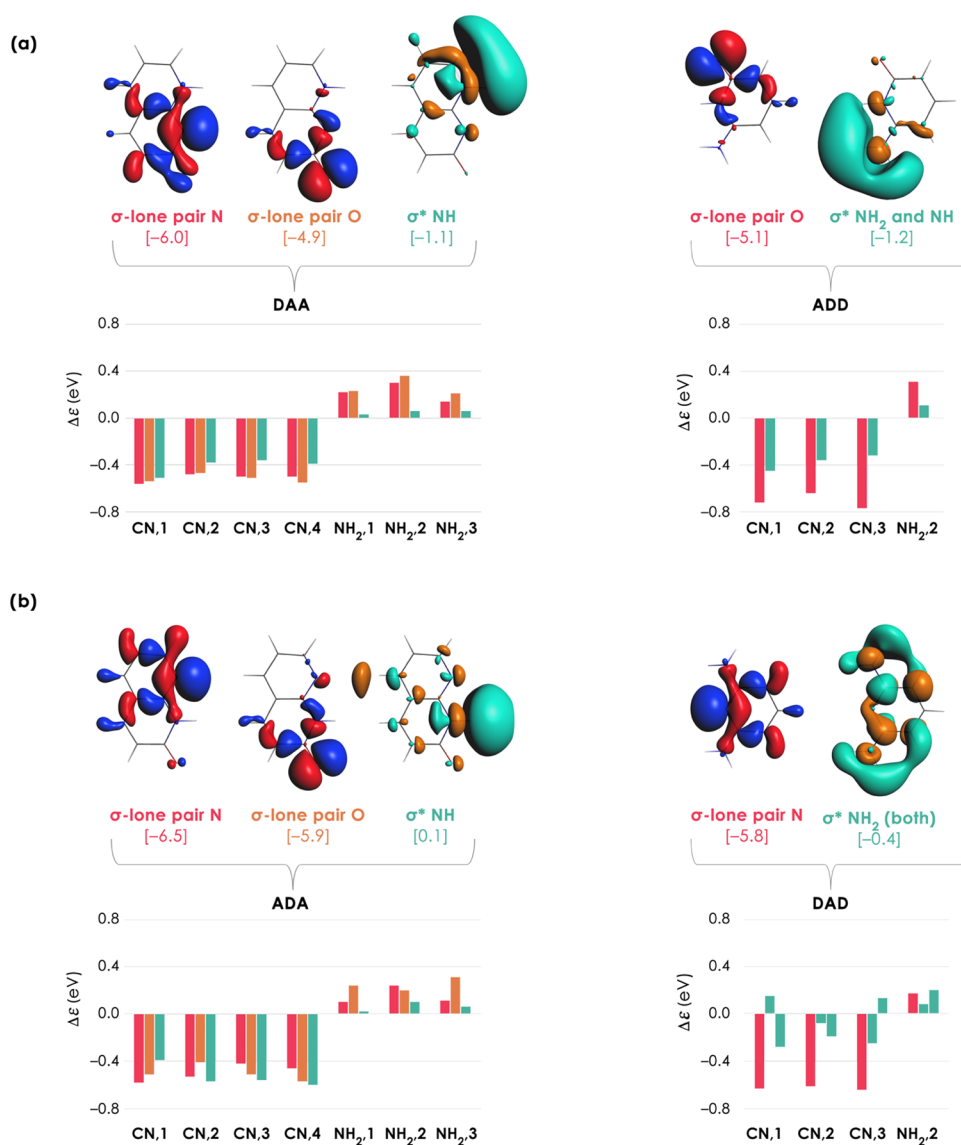 (a)
σ-lone pair N σ-lone pair O σ* NH σ-lone pair O σ* NH₂ and NH
[−6.0] [−4.9] [−1.1] [−5.1] [−1.2]
DAA ADD
0.8 0.8
0.4 0.4
0.0 0.0
−0.4 −0.4
−0.8 −0.8
Δε (eV) Δε (eV)
CN,1 CN,2 CN,3 CN,4 NH₂,1 NH₂,2 NH₂,3 CN,1 CN,2 CN,3 NH₂,2
(b)
σ-lone pair N σ-lone pair O σ* NH σ-lone pair N σ* NH₂ (both)
[−6.5] [−5.9] [0.1] [−5.8] [−0.4]
ADA DAD
0.8 0.8
0.4 0.4
0.0 0.0
−0.4 −0.4
−0.8 −0.8
Δε (eV) Δε (eV)
CN,1 CN,2 CN,3 CN,4 NH₂,1 NH₂,2 NH₂,3 CN,1 CN,2 CN,3 NH₂,2